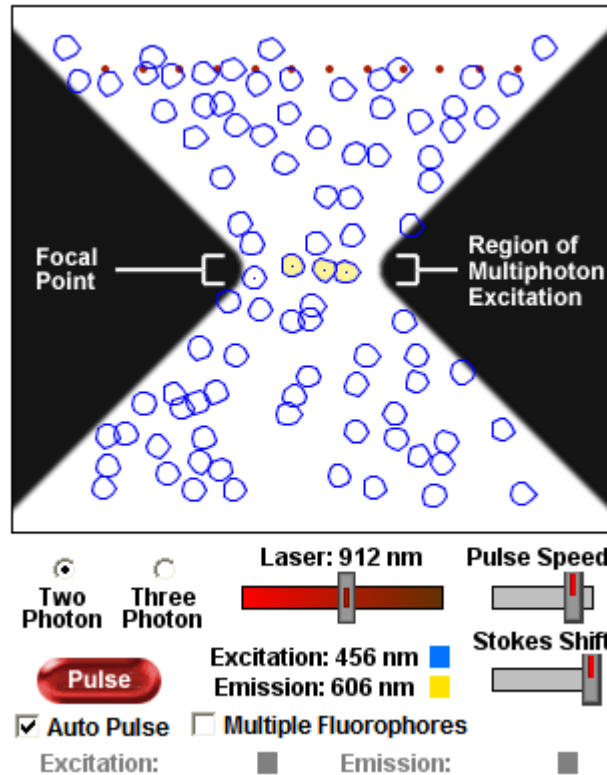 Focal
Point
Region of
Multiphoton
Excitation
Laser: 912 nm
Pulse Speed
Two
Photon
Three
Photon
Stokes Shift
Excitation: 456 nm
Emission: 606 nm
Pulse
Auto Pulse
Multiple Fluorophores
Excitation:
Emission: